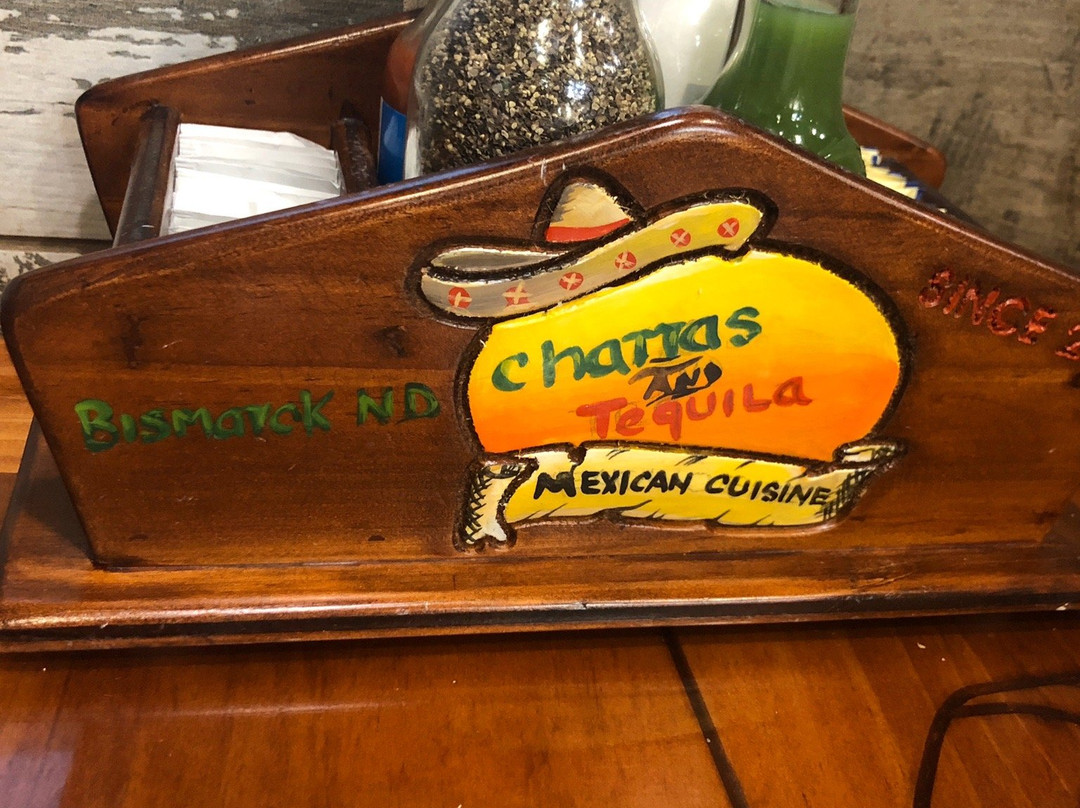 Bismarck ND
Charras
AND
Tequila
MEXICAN CUISINE
SINCE